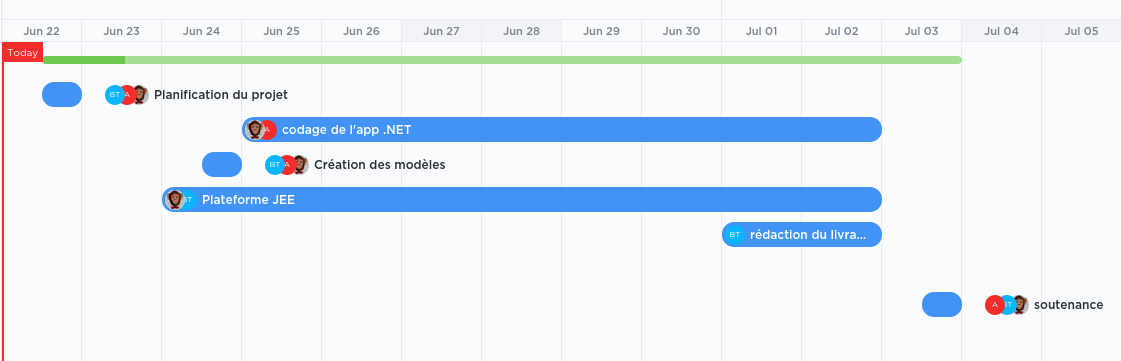 Jun 22 Jun 23 Jun 24 Jun 25 Jun 26 Jun 27 Jun 28 Jun 29 Jun 30 Jul 01 Jul 02 Jul 03 Jul 04 Jul 05
Today
BT A Planification du projet
A codage de l'app .NET
BT A Création des modèles
BT Plateforme JEE
BT rédaction du livra...
A BT soutenance